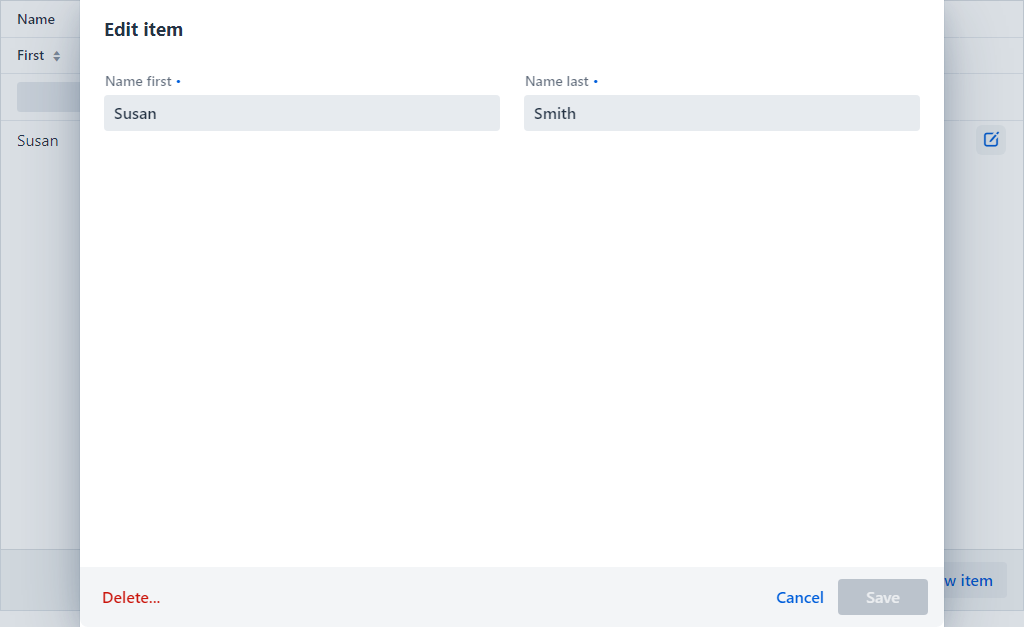 Name
First
Susan
Edit item
Name first •
Name last •
Susan
Smith
Delete...
Cancel
Save
w item